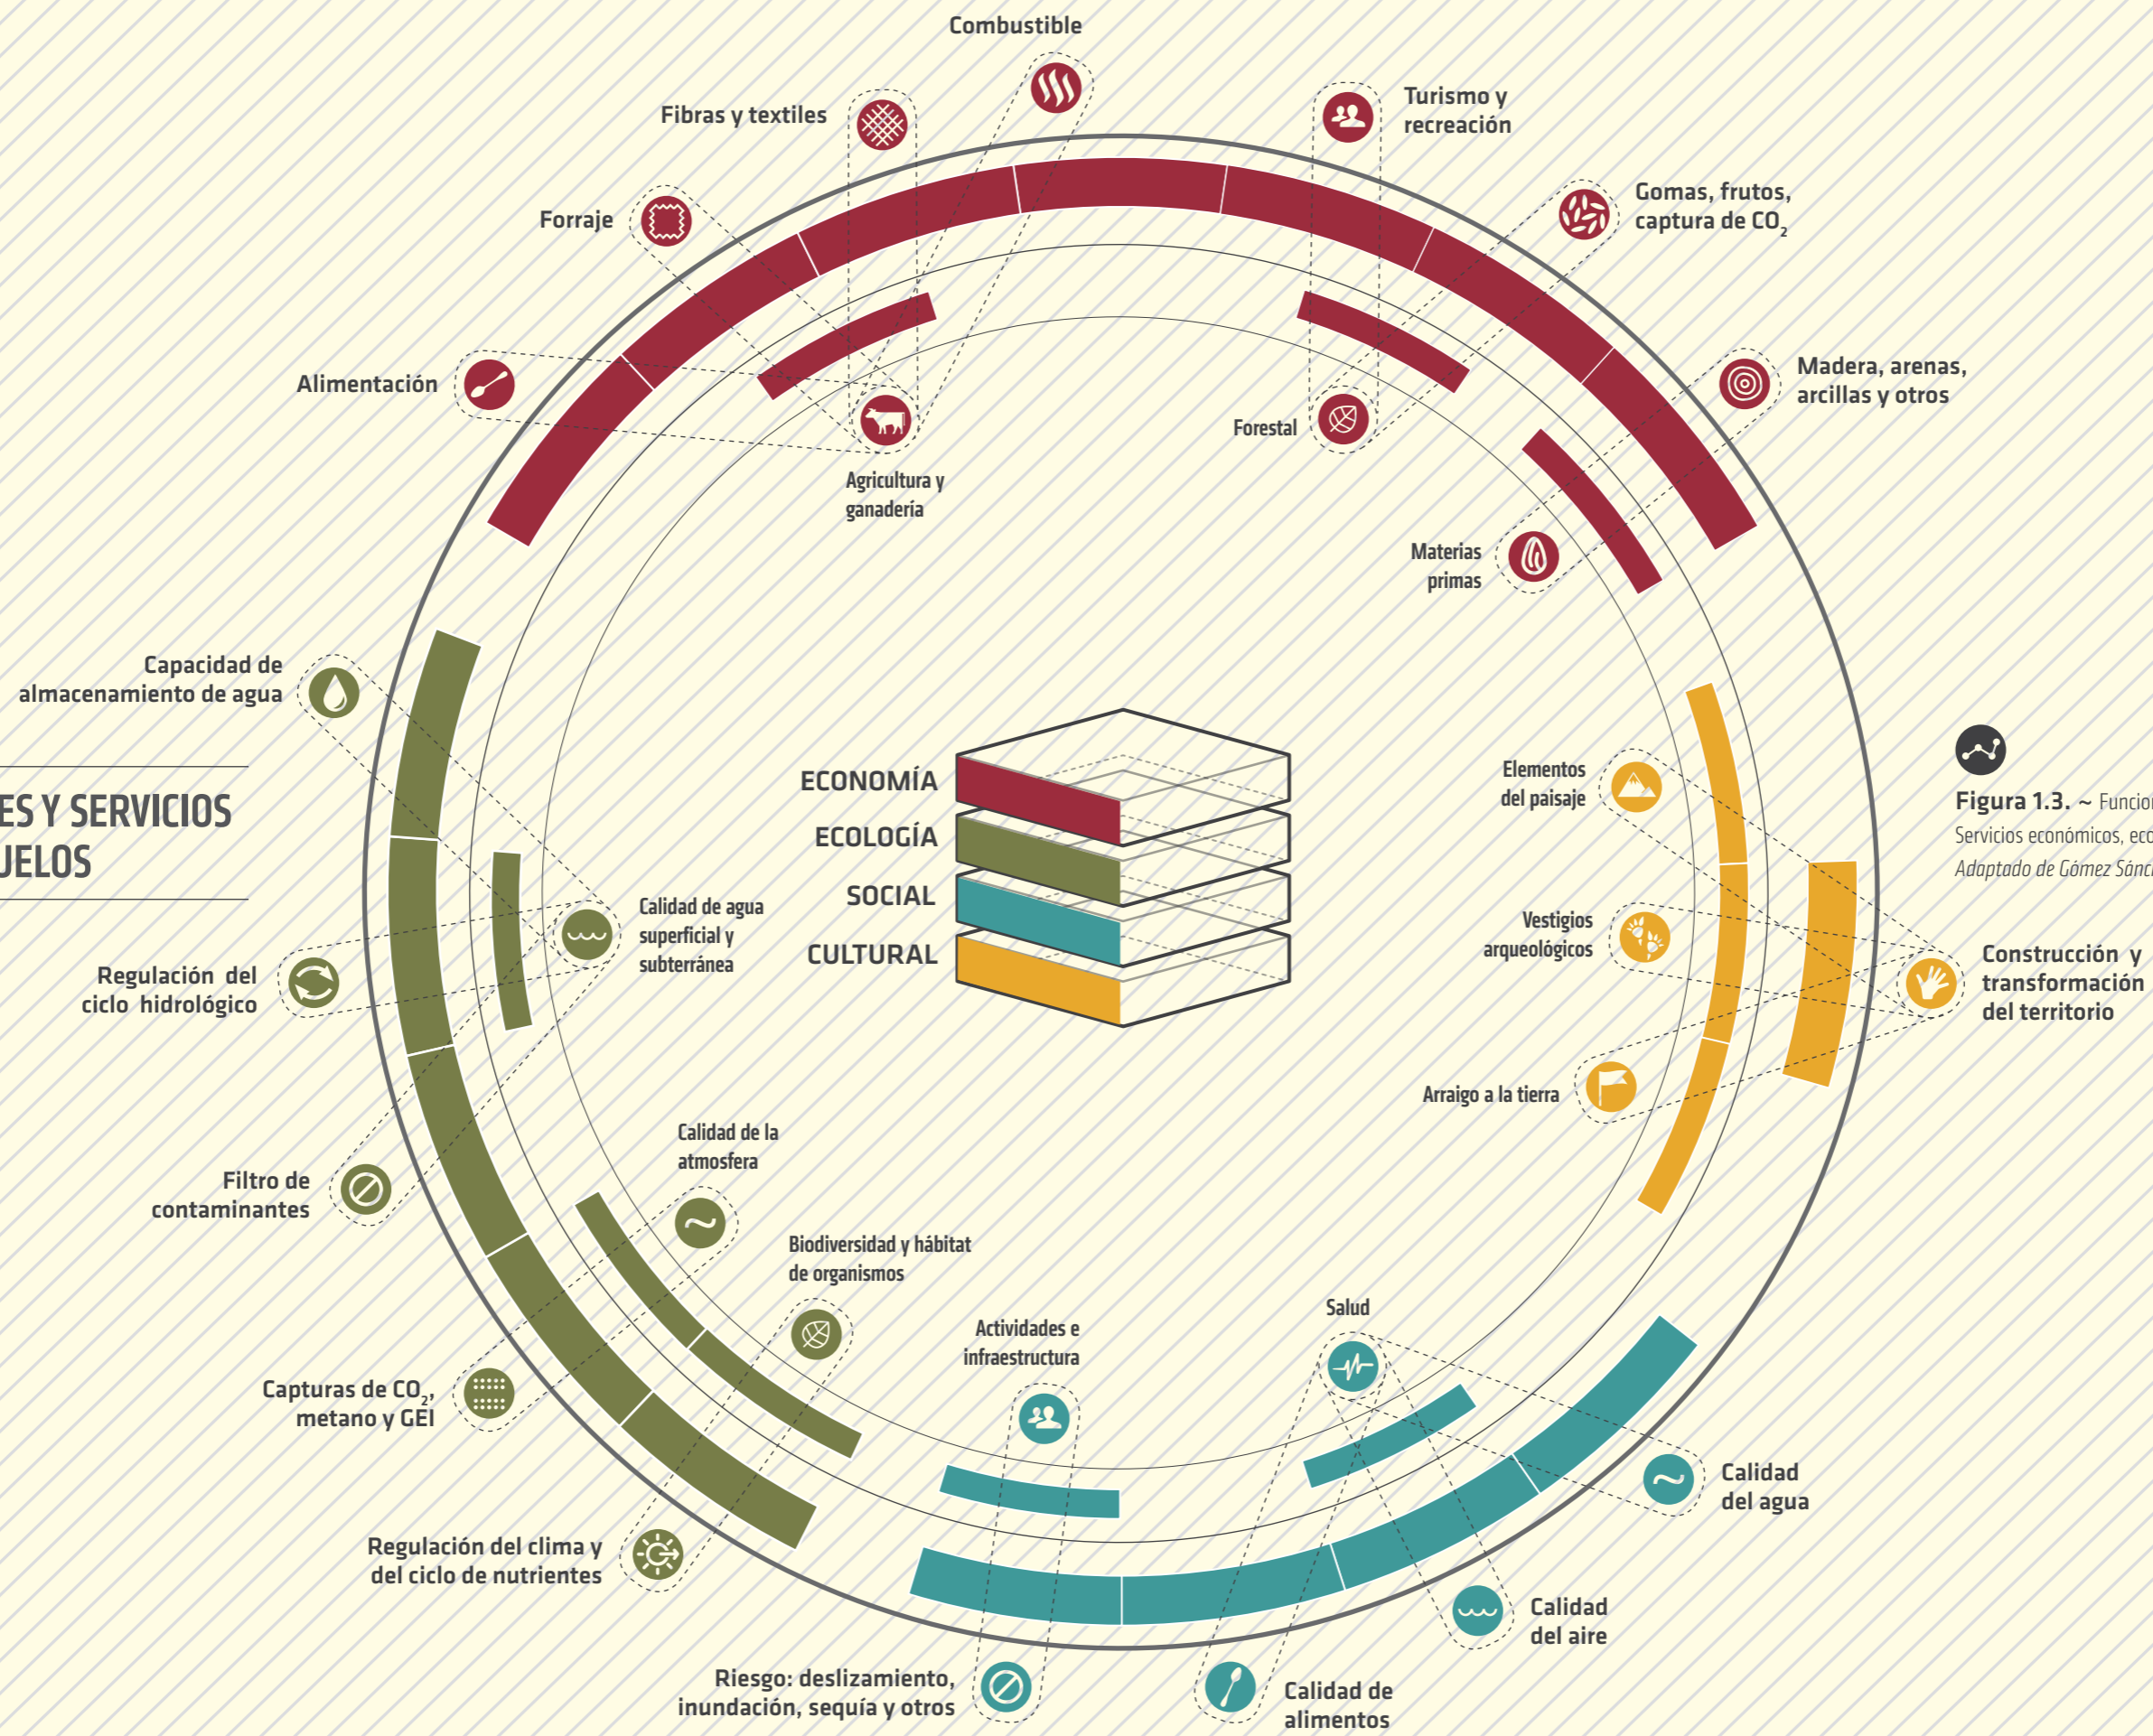 Combustible
Fibras y textiles
Turismo y
recreación
Forraje
Gomas, frutos,
captura de CO₂
Alimentación
Madera, arenas,
arcillas y otros
Forestal
Agricultura y
ganadería
Materias
primas
Capacidad de
almacenamiento de agua
ES Y SERVICIOS
UELOS
ECONOMÍA
ECOLOGÍA
SOCIAL
CULTURAL
Elementos
del paisaje
Figura 1.3. ~ Funcion
Servicios económicos, eco
Adaptado de Gómez Sánc
Calidad de agua
superficial y
subterránea
Vestigios
arqueológicos
Construcción y
transformación
del territorio
Regulación del
ciclo hidrológico
Arraigo a la tierra
Filtro de
contaminantes
Calidad de la
atmosfera
Biodiversidad y hábitat
de organismos
Actividades e
infraestructura
Salud
Capturas de CO₂,
metano y GEI
Calidad
del agua
Regulación del clima y
del ciclo de nutrientes
Calidad
del aire
Riesgo: deslizamiento,
inundación, sequía y otros
Calidad de
alimentos